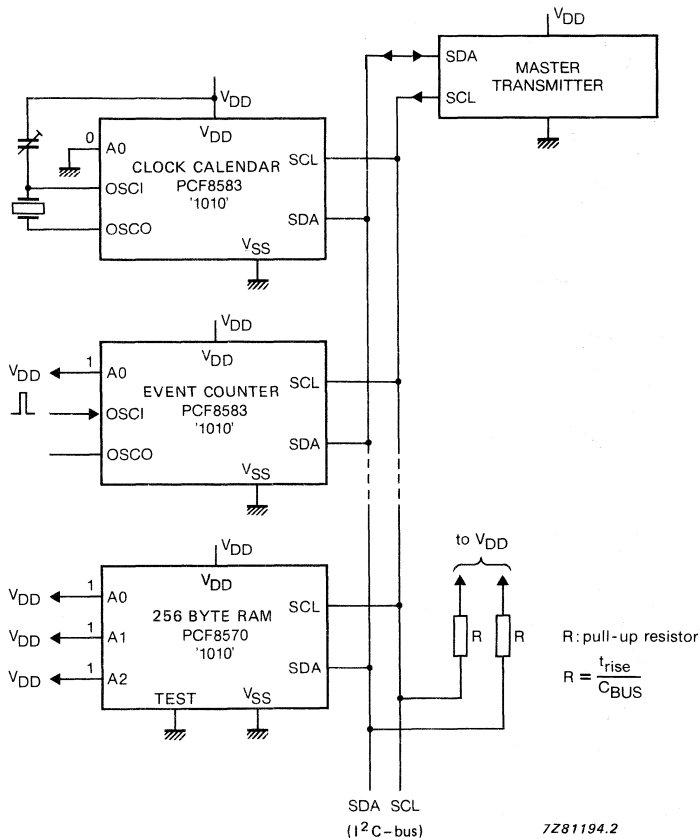 VDD
SDA
MASTER
TRANSMITTER
SCL
VDD
VDD
0
A0
CLOCK CALENDAR
PCF8583
'1010'
OSCI
OSCO
SCL
SDA
VSS
VDD
VDD
VDD
1
A0
EVENT COUNTER
PCF8583
'1010'
OSCI
OSCO
SCL
SDA
VSS
VDD
VDD
VDD
1
A0
VDD
1
A1
VDD
1
A2
256 BYTE RAM
PCF8570
'1010'
SCL
SDA
TEST
VSS
to VDD
R
R
R: pull-up resistor
R = trise
CBUS
SDA SCL
(I²C-bus)
7Z81194.2